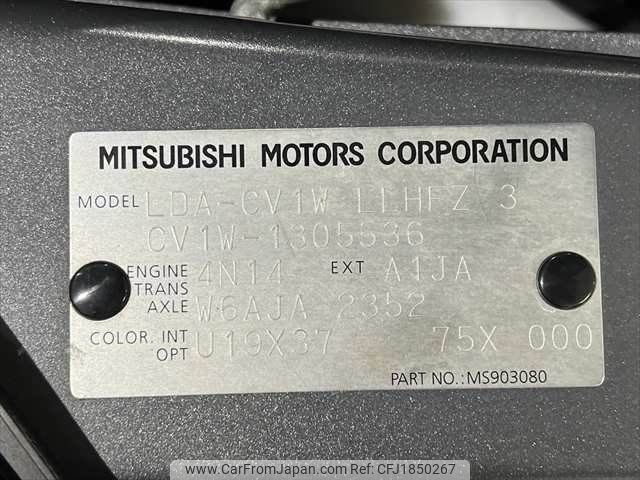 MITSUBISHI MOTORS CORPORATION
MODEL LDA-CV1W LLHFZ 3
CV1W-1305536
ENGINE 4N14 EXT A1JA
TRANS
AXLE W6AJA 2352
COLOR. INT U19X37 75X 000
OPT
PART NO.:MS903080
www.CarFromJapan.com Ref: CFJ1850267